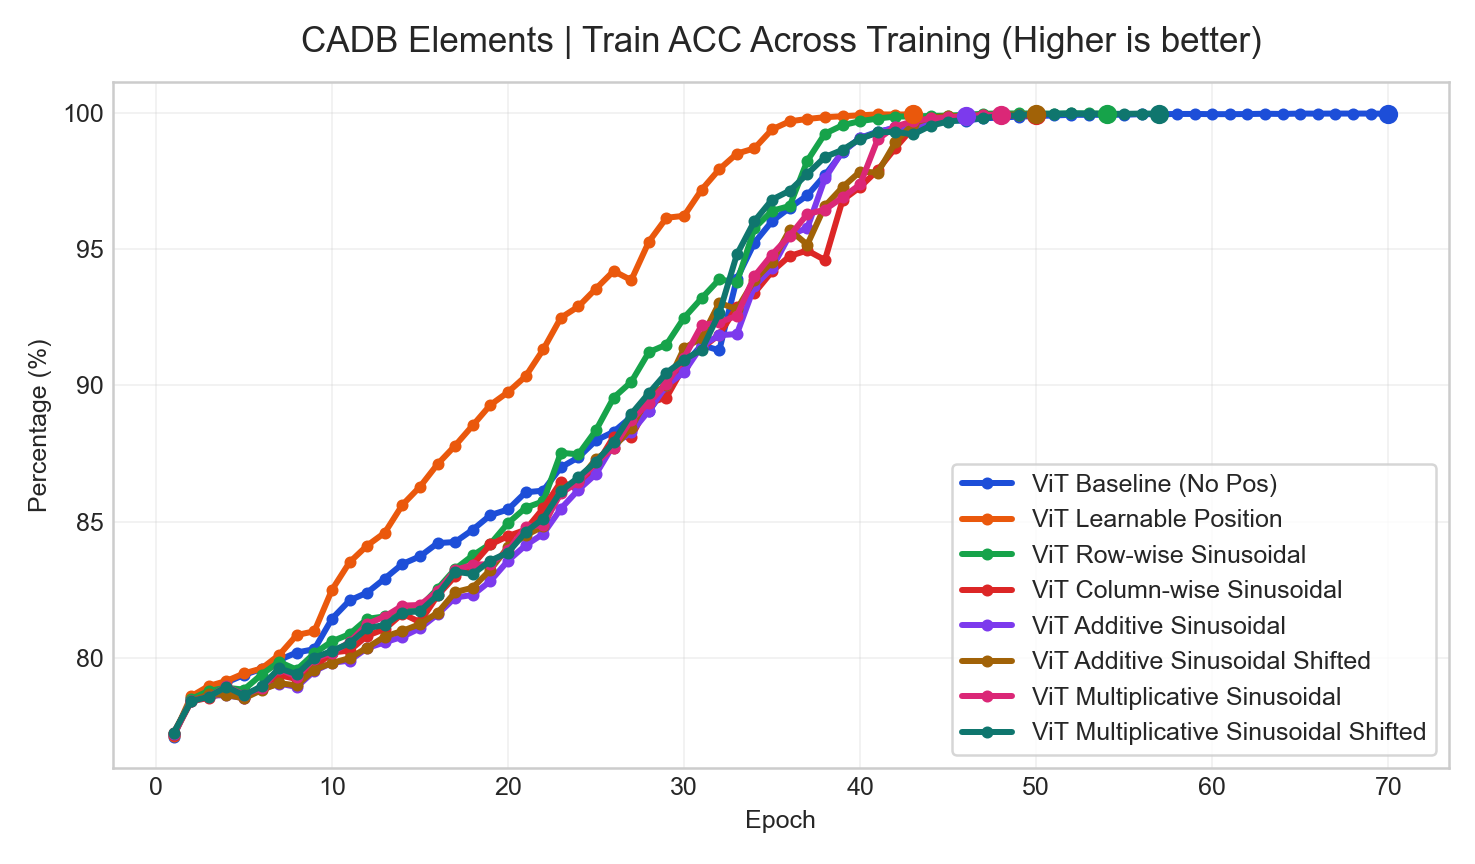 CADB Elements | Train ACC Across Training (Higher is better)
100
95
90
85
80
Percentage (%)
ViT Baseline (No Pos)
ViT Learnable Position
ViT Row-wise Sinusoidal
ViT Column-wise Sinusoidal
ViT Additive Sinusoidal
ViT Additive Sinusoidal Shifted
ViT Multiplicative Sinusoidal
ViT Multiplicative Sinusoidal Shifted
0 10 20 30 40 50 60 70
Epoch